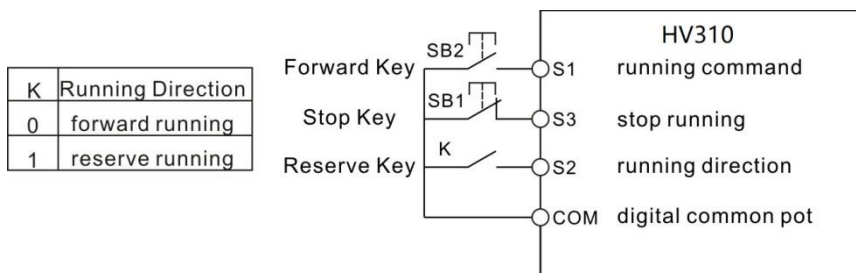 K Running Direction
0 forward running
1 reserve running
HV310
Forward Key SB2 S1 running command
Stop Key SB1 S3 stop running
Reserve Key K S2 running direction
COM digital common pot